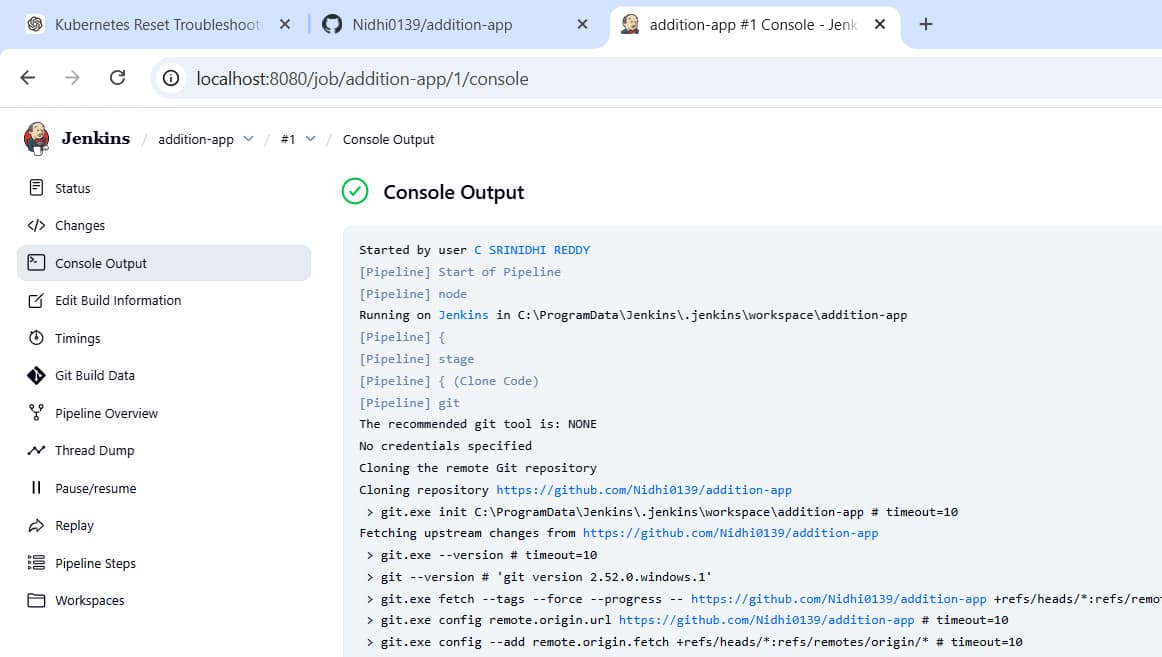 Kubernetes Reset Troubleshooti
Nidhi0139/addition-app
addition-app #1 Console - Jenk
localhost:8080/job/addition-app/1/console
Jenkins / addition-app / #1 / Console Output
Status
Changes
Console Output
Edit Build Information
Timings
Git Build Data
Pipeline Overview
Thread Dump
Pause/resume
Replay
Pipeline Steps
Workspaces
Console Output
Started by user C SRINIDHI REDDY
[Pipeline] Start of Pipeline
[Pipeline] node
Running on Jenkins in C:\ProgramData\Jenkins\.jenkins\workspace\addition-app
[Pipeline] {
[Pipeline] stage
[Pipeline] { (Clone Code)
[Pipeline] git
The recommended git tool is: NONE
No credentials specified
Cloning the remote Git repository
Cloning repository https://github.com/Nidhi0139/addition-app
> git.exe init C:\ProgramData\Jenkins\.jenkins\workspace\addition-app # timeout=10
Fetching upstream changes from https://github.com/Nidhi0139/addition-app
> git.exe --version # timeout=10
> git --version # 'git version 2.52.0.windows.1'
> git.exe fetch --tags --force --progress -- https://github.com/Nidhi0139/addition-app +refs/heads/*:refs/remot
> git.exe config remote.origin.url https://github.com/Nidhi0139/addition-app # timeout=10
> git.exe config --add remote.origin.fetch +refs/heads/*:refs/remotes/origin/* # timeout=10